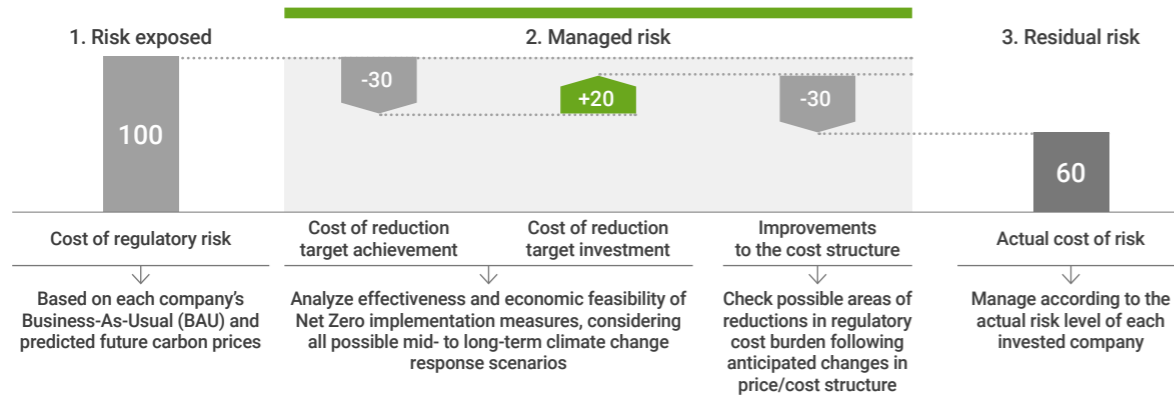 1. Risk exposed
2. Managed risk
3. Residual risk
100
-30
+20
-30
60
Cost of regulatory risk
Cost of reduction
target achievement
Cost of reduction
target investment
Improvements
to the cost structure
Actual cost of risk
Based on each company's
Business-As-Usual (BAU) and
predicted future carbon prices
Analyze effectiveness and economic feasibility of
Net Zero implementation measures, considering
all possible mid- to long-term climate change
response scenarios
Check possible areas of
reductions in regulatory
cost burden following
anticipated changes in
price/cost structure
Manage according to the
actual risk level of each
invested company